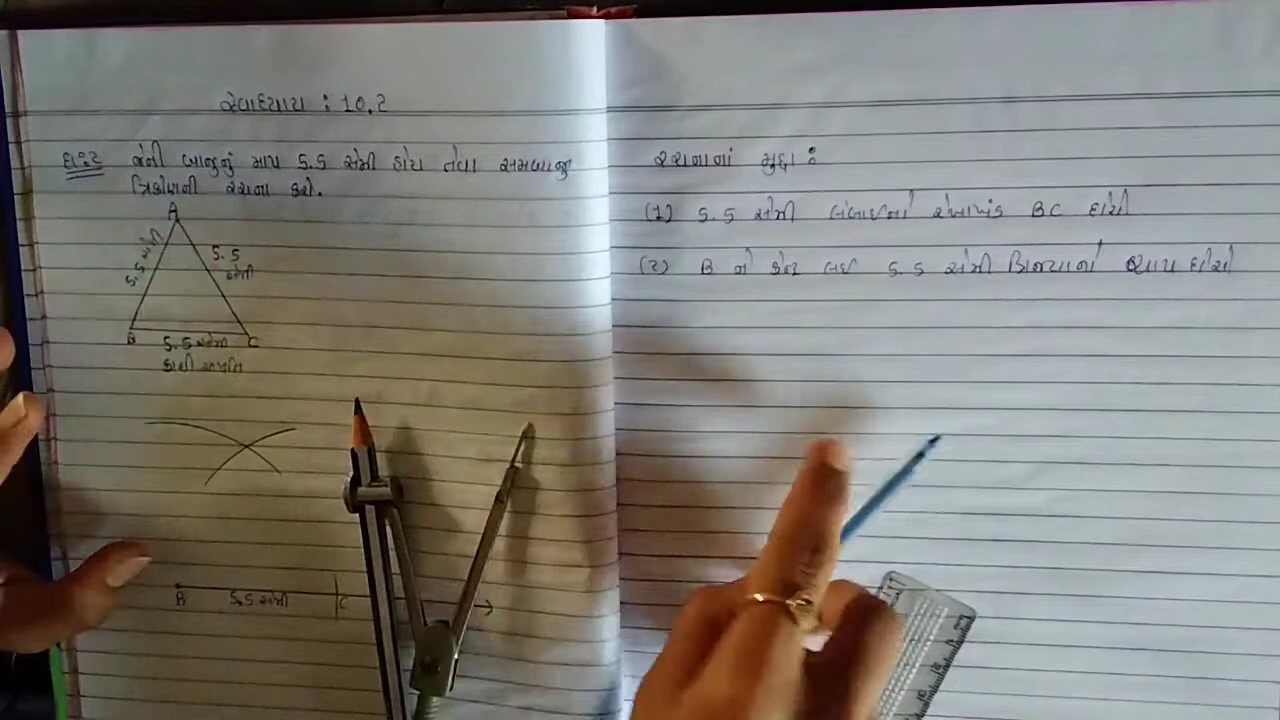 સ્વાધ્યાય : 10.2
દા:2 જેની બાજુનું માપ 5.5 સેમી હોય તેવા સમબાજુ
ત્રિકોણની રચના કરો.
A
5.5 સેમી
5.5
સેમી
B 5.5 સેમી C
કાચી આકૃતિ
B 5.5 સેમી C
રચનાનાં મુદ્દા :
(1) 5.5 સેમી લંબાઈનો રેખાખંડ BC દોરો
(2) B ને કેન્દ્ર લઈ 5.5 સેમી ત્રિજ્યાનો ચાપ દોરો